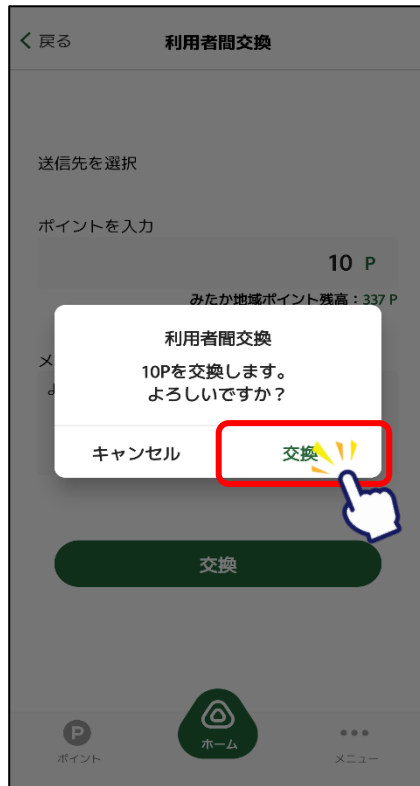 戻る
利用者間交換
送信先を選択
ポイントを入力
10 P
みたか地域ポイント残高：337 P
利用者間交換
メ
10Pを交換します。
よ
よろしいですか？
キャンセル
交換
交換
P
ポイント
ホーム
メニュー